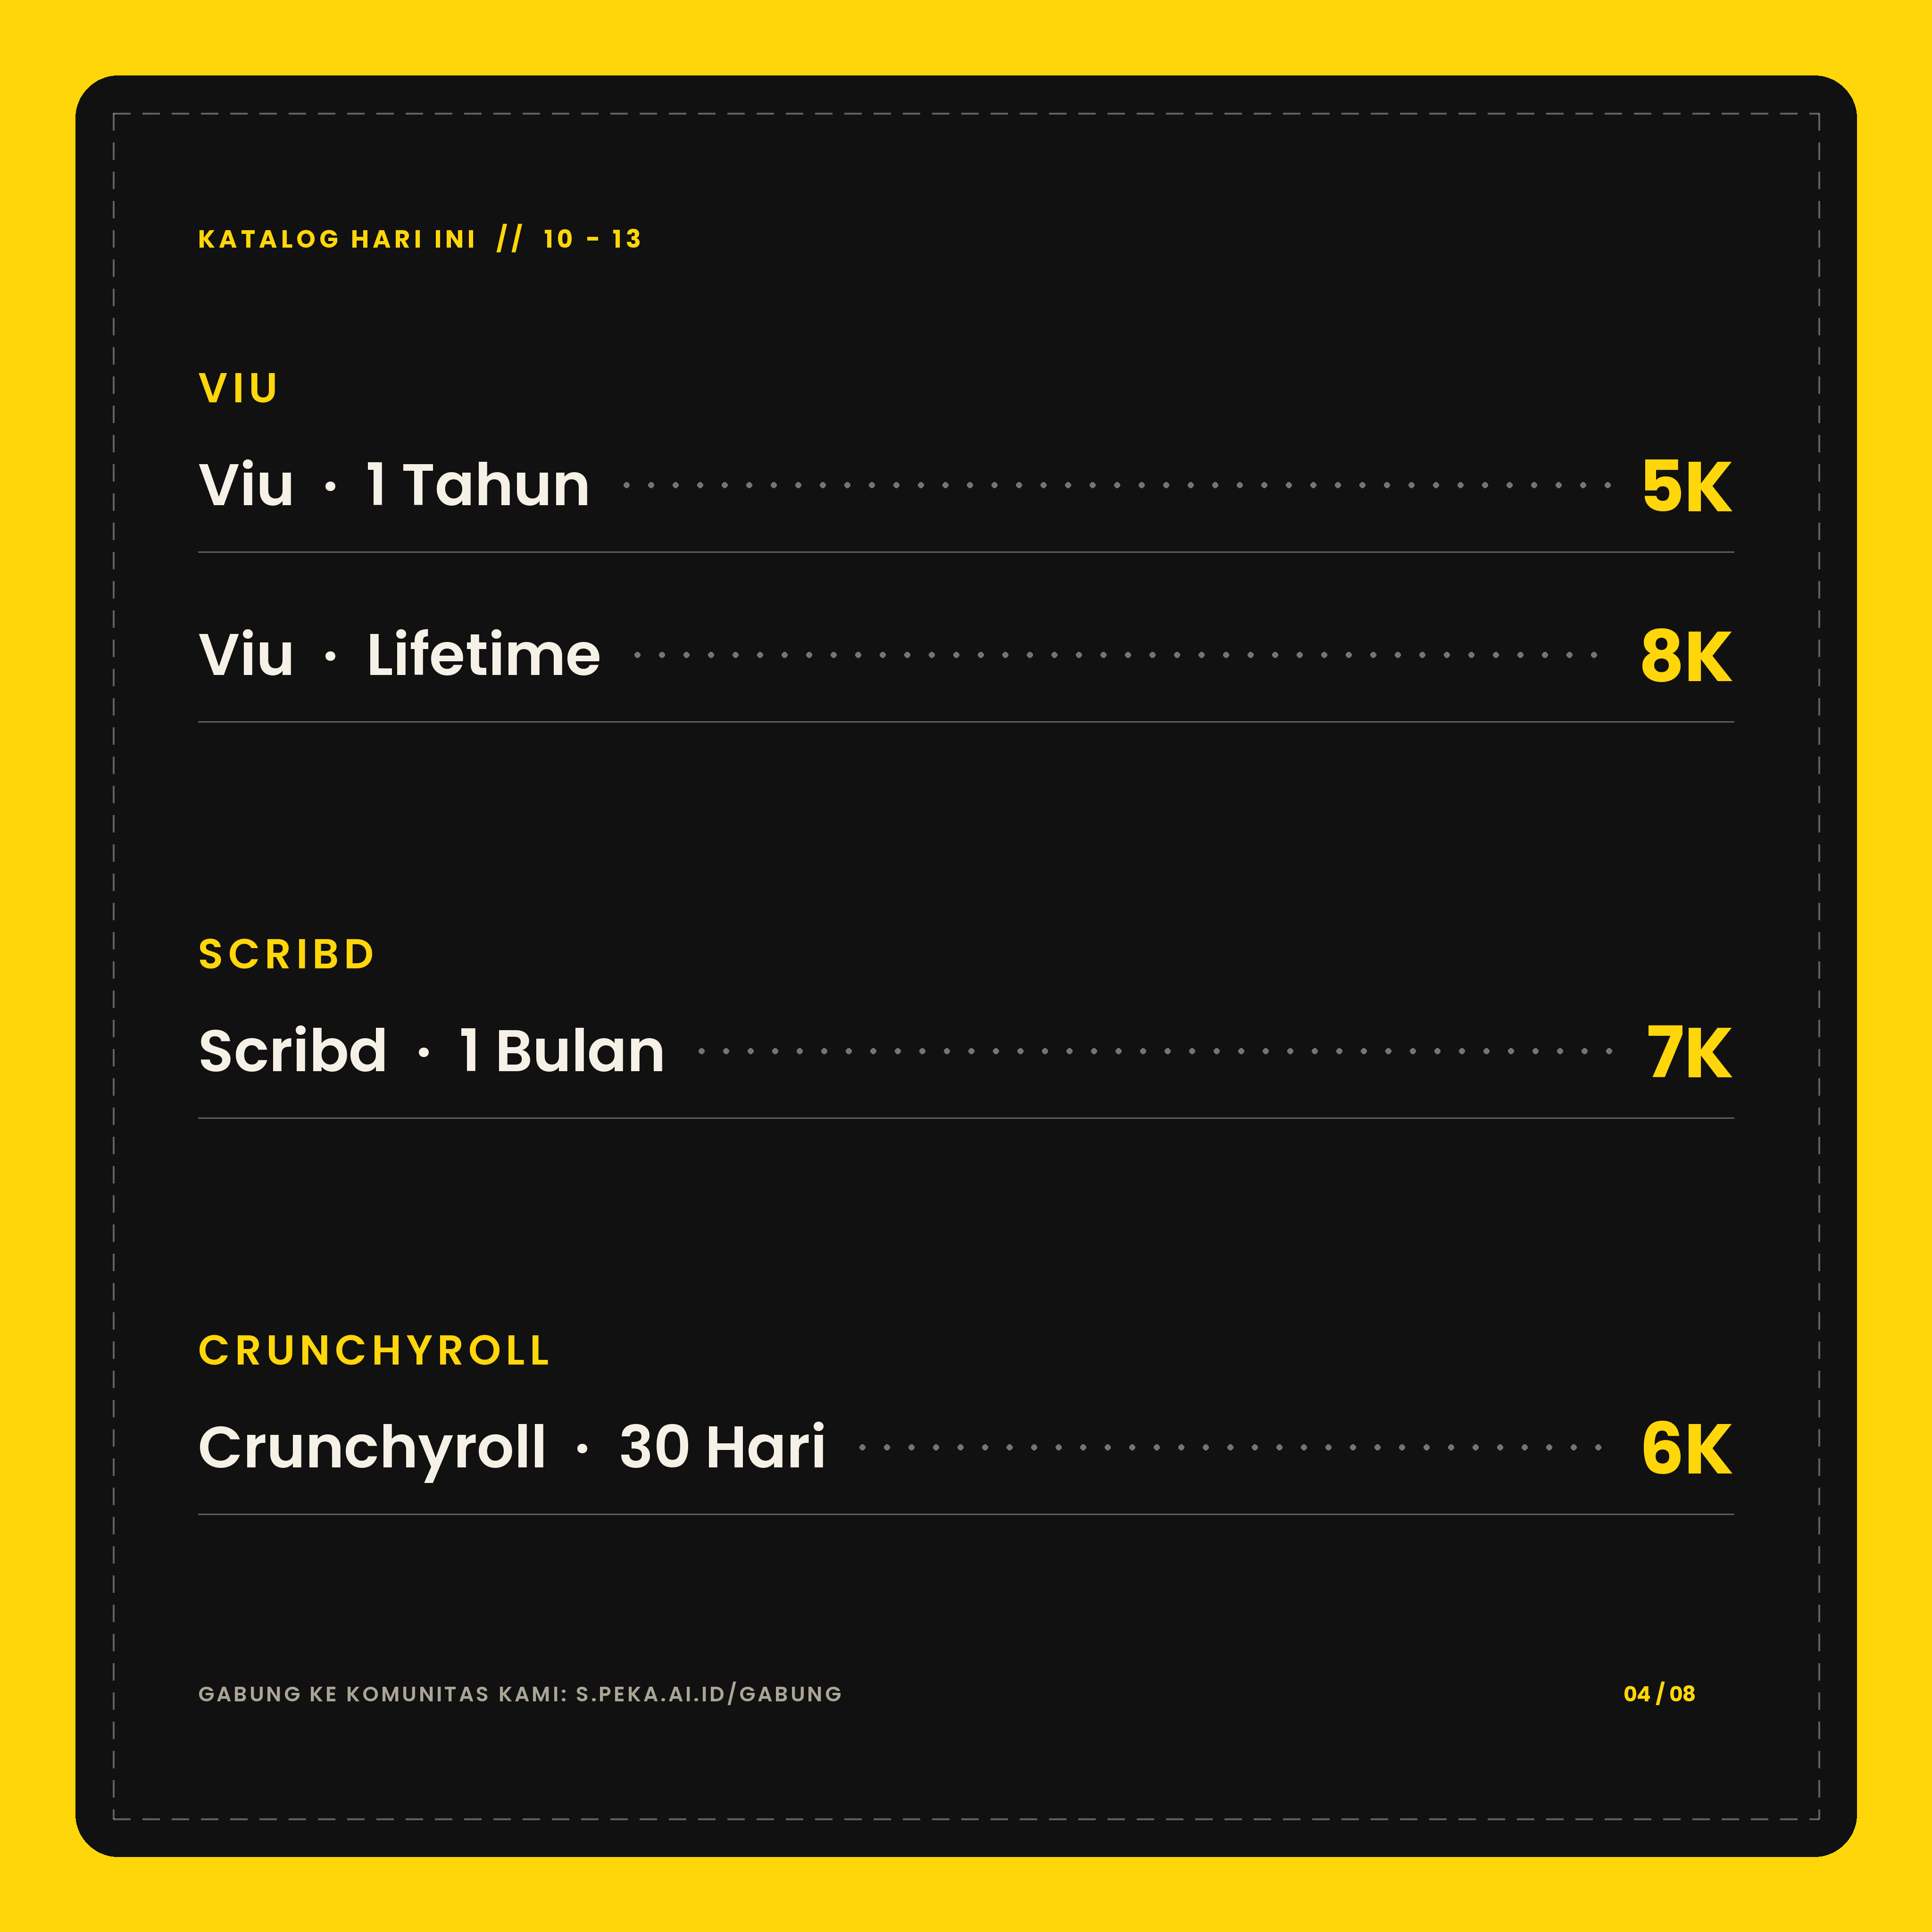 KATALOG HARI INI // 10 - 13
VIU
Viu · 1 Tahun 5K
Viu · Lifetime 8K
SCRIBD
Scribd · 1 Bulan 7K
CRUNCHYROLL
Crunchyroll · 30 Hari 6K
GABUNG KE KOMUNITAS KAMI: S.PEKA.AI.ID/GABUNG 04 / 08